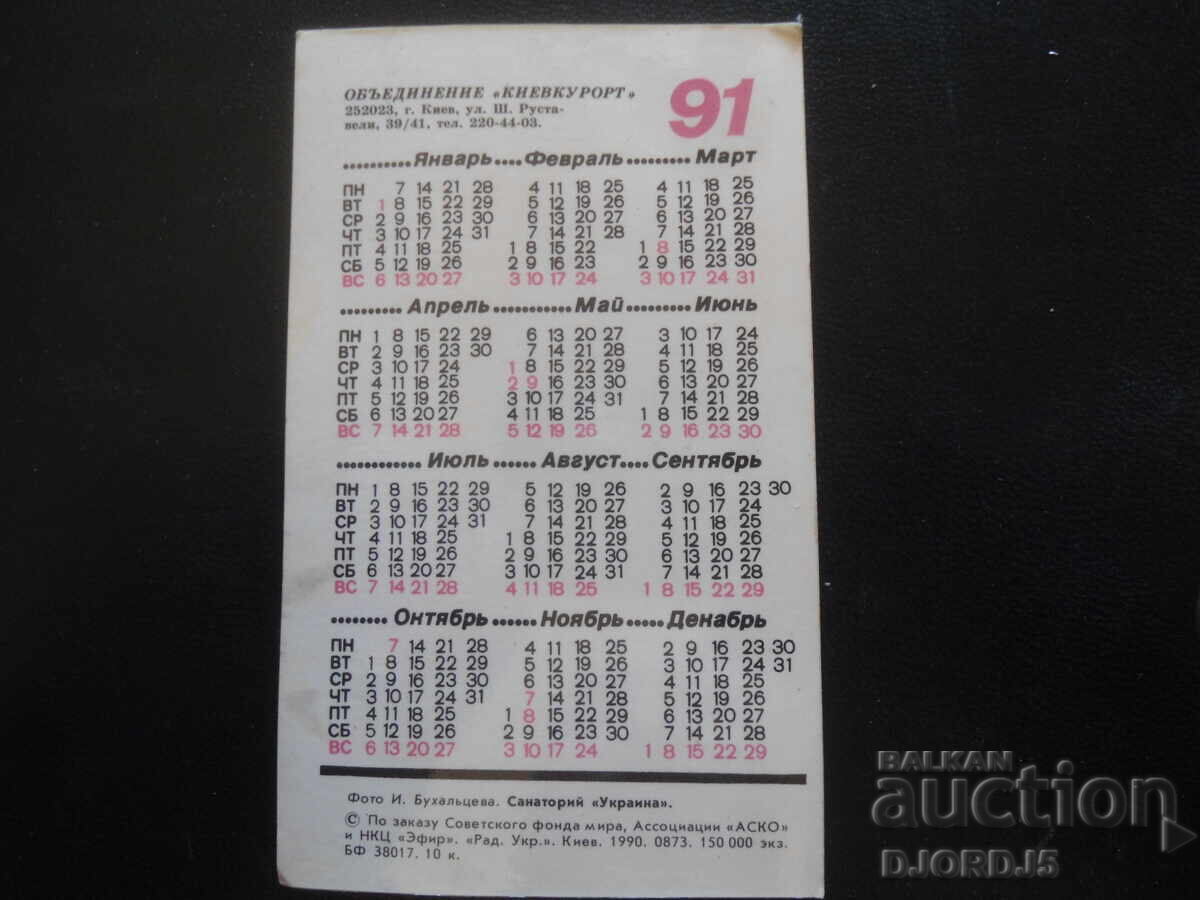 ОБЪЕДИНЕНИЕ «КИЕВКУРОРТ»
252023, г. Киев, ул. Ш. Руста-
вели, 39/41, тел. 220-44-03.
91
..........Январь....Февраль.........Март
ПН 7 14 21 28 4 11 18 25 4 11 18 25
ВТ 1 8 15 22 29 5 12 19 26 5 12 19 26
СР 2 9 16 23 30 6 13 20 27 6 13 20 27
ЧТ 3 10 17 24 31 7 14 21 28 7 14 21 28
ПТ 4 11 18 25 1 8 15 22 1 8 15 22 29
СБ 5 12 19 26 2 9 16 23 2 9 16 23 30
ВС 6 13 20 27 3 10 17 24 3 10 17 24 31
.........Апрель...........Май.........Июнь
ПН 1 8 15 22 29 6 13 20 27 3 10 17 24
ВТ 2 9 16 23 30 7 14 21 28 4 11 18 25
СР 3 10 17 24 1 8 15 22 29 5 12 19 26
ЧТ 4 11 18 25 2 9 16 23 30 6 13 20 27
ПТ 5 12 19 26 3 10 17 24 31 7 14 21 28
СБ 6 13 20 27 4 11 18 25 1 8 15 22 29
ВС 7 14 21 28 5 12 19 26 2 9 16 23 30
............Июль......Август....Сентябрь
ПН 1 8 15 22 29 5 12 19 26 2 9 16 23 30
ВТ 2 9 16 23 30 6 13 20 27 3 10 17 24
СР 3 10 17 24 31 7 14 21 28 4 11 18 25
ЧТ 4 11 18 25 1 8 15 22 29 5 12 19 26
ПТ 5 12 19 26 2 9 16 23 30 6 13 20 27
СБ 6 13 20 27 3 10 17 24 31 7 14 21 28
ВС 7 14 21 28 4 11 18 25 1 8 15 22 29
........Октябрь......Ноябрь.....Декабрь
ПН 7 14 21 28 4 11 18 25 2 9 16 23 30
ВТ 1 8 15 22 29 5 12 19 26 3 10 17 24 31
СР 2 9 16 23 30 6 13 20 27 4 11 18 25
ЧТ 3 10 17 24 31 7 14 21 28 5 12 19 26
ПТ 4 11 18 25 1 8 15 22 29 6 13 20 27
СБ 5 12 19 26 2 9 16 23 30 7 14 21 28
ВС 6 13 20 27 3 10 17 24 1 8 15 22 29
Фото И. Бухальцева. Санаторий «Украина».
© По заказу Советского фонда мира, Ассоциации «АСКО»
и НКЦ «Эфир». «Рад. Укр.». Киев. 1990. 0873. 150 000 экз.
БФ 38017. 10 к.
BALKAN
auction
DJORDJ5